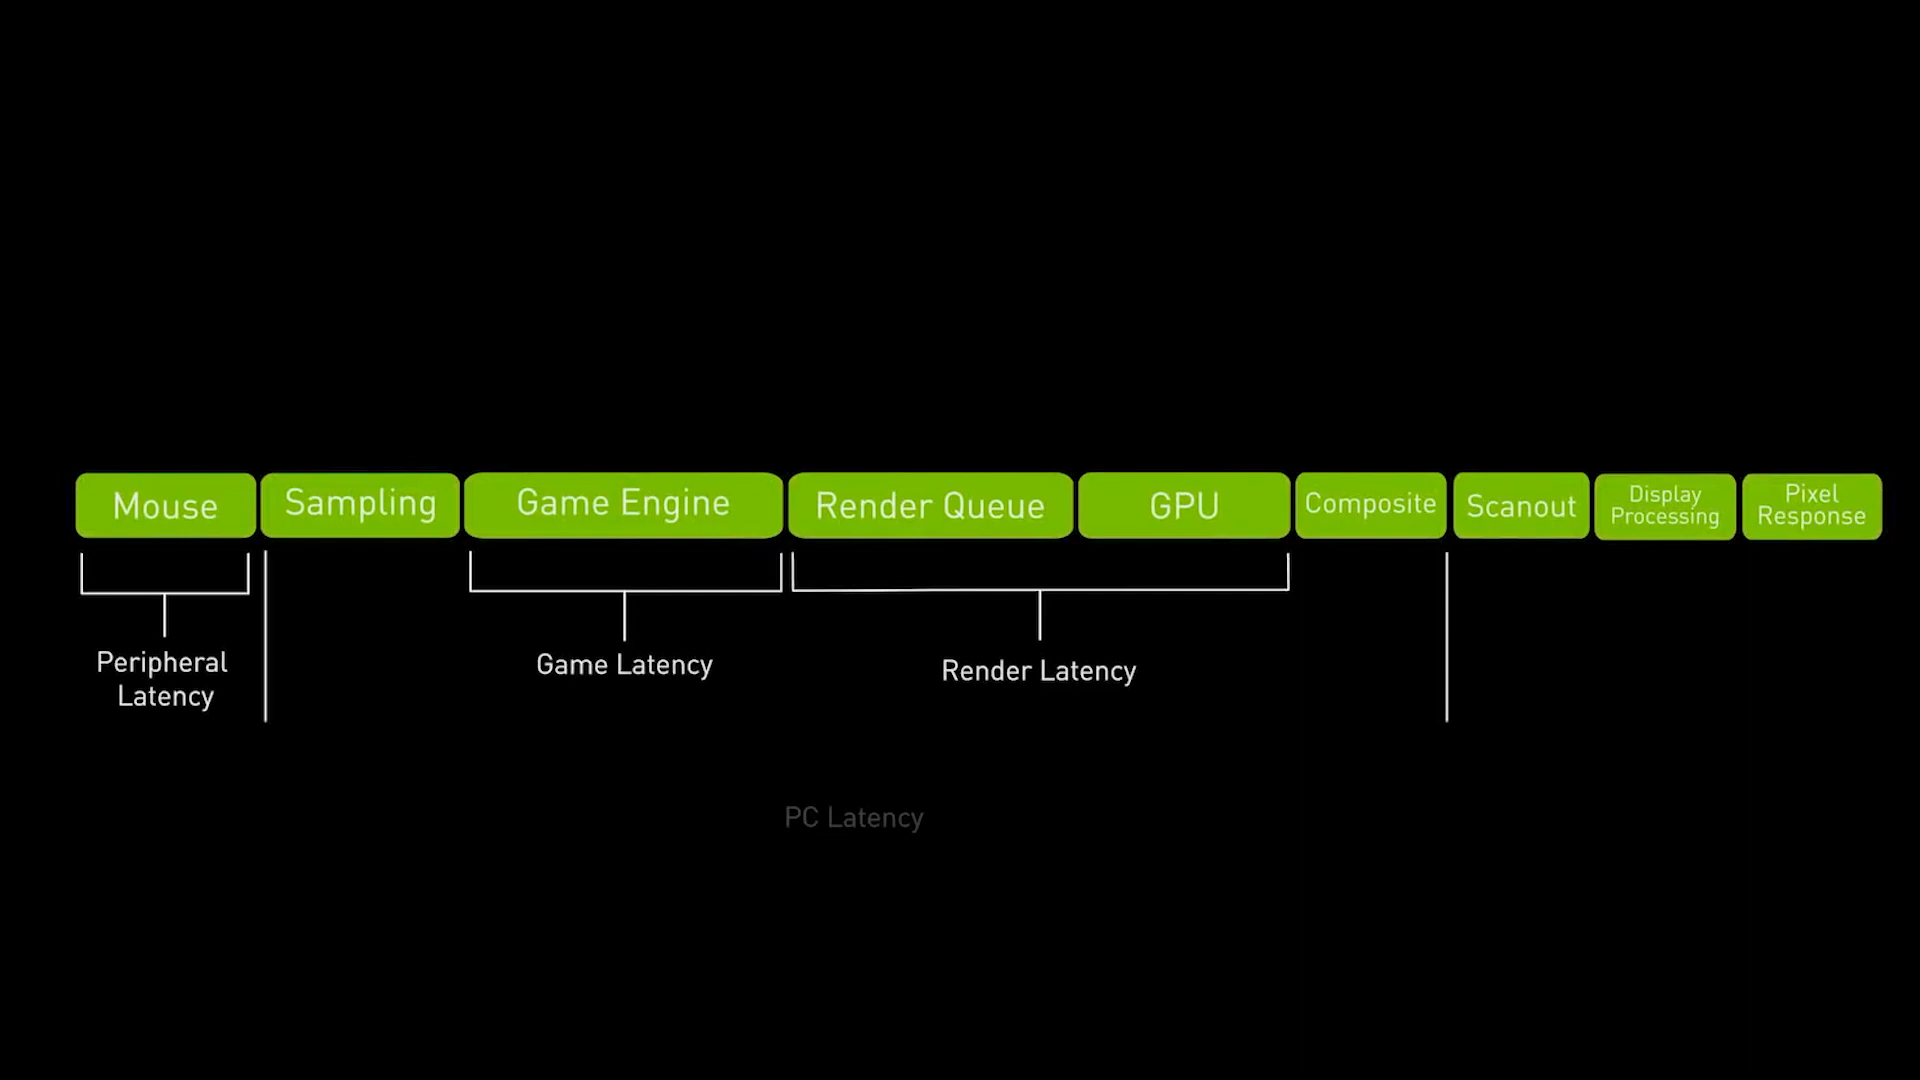 Mouse
Sampling
Game Engine
Render Queue
GPU
Composite
Scanout
Display
Processing
Pixel
Response
Peripheral
Latency
Game Latency
Render Latency
PC Latency